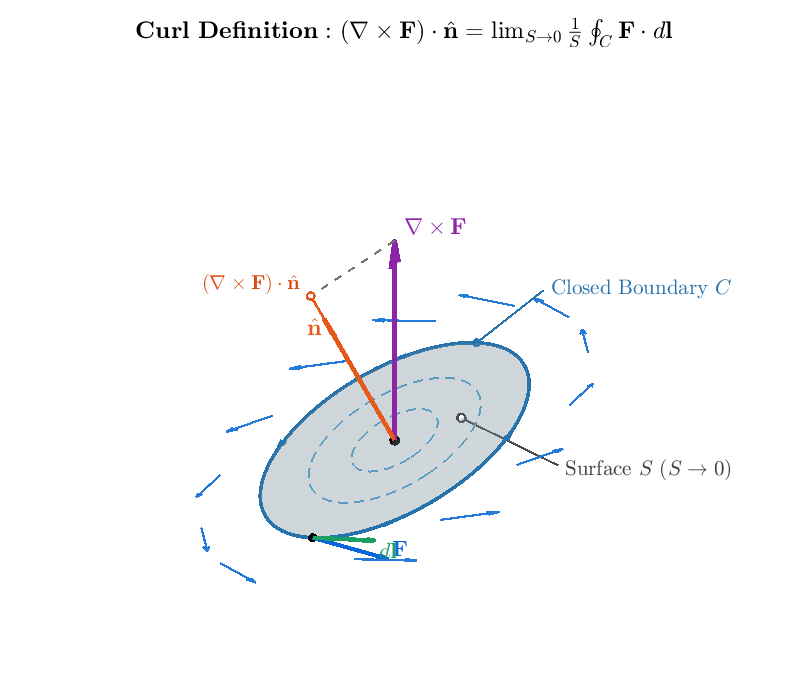 Curl Definition : (∇ × F) · n̂ = lim_{S→0} 1/S ∮_C F · dl
∇ × F
(∇ × F) · n̂
Closed Boundary C
n̂
Surface S (S → 0)
dl
F